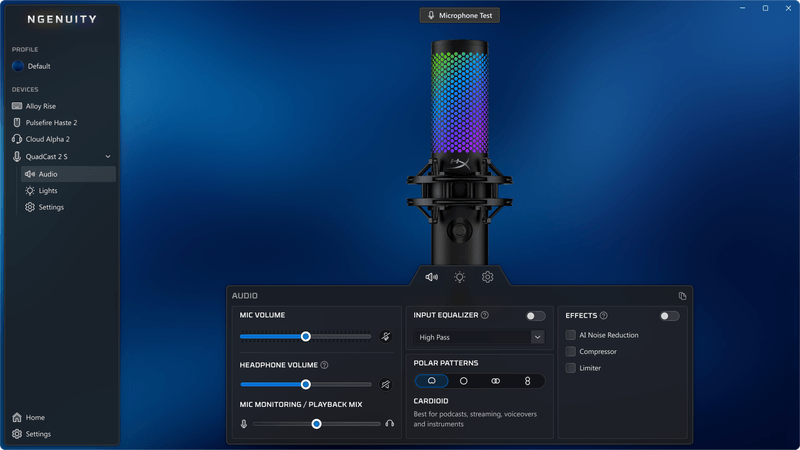 NGENUITY
PROFILE
Default
DEVICES
Alloy Rise
Pulsefire Haste 2
Cloud Alpha 2
QuadCast 2 S
Audio
Lights
Settings
Home
Settings
Microphone Test
AUDIO
MIC VOLUME
HEADPHONE VOLUME
MIC MONITORING / PLAYBACK MIX
INPUT EQUALIZER
High Pass
POLAR PATTERNS
CARDIOID
Best for podcasts, streaming, voiceovers
and instruments
EFFECTS
AI Noise Reduction
Compressor
Limiter